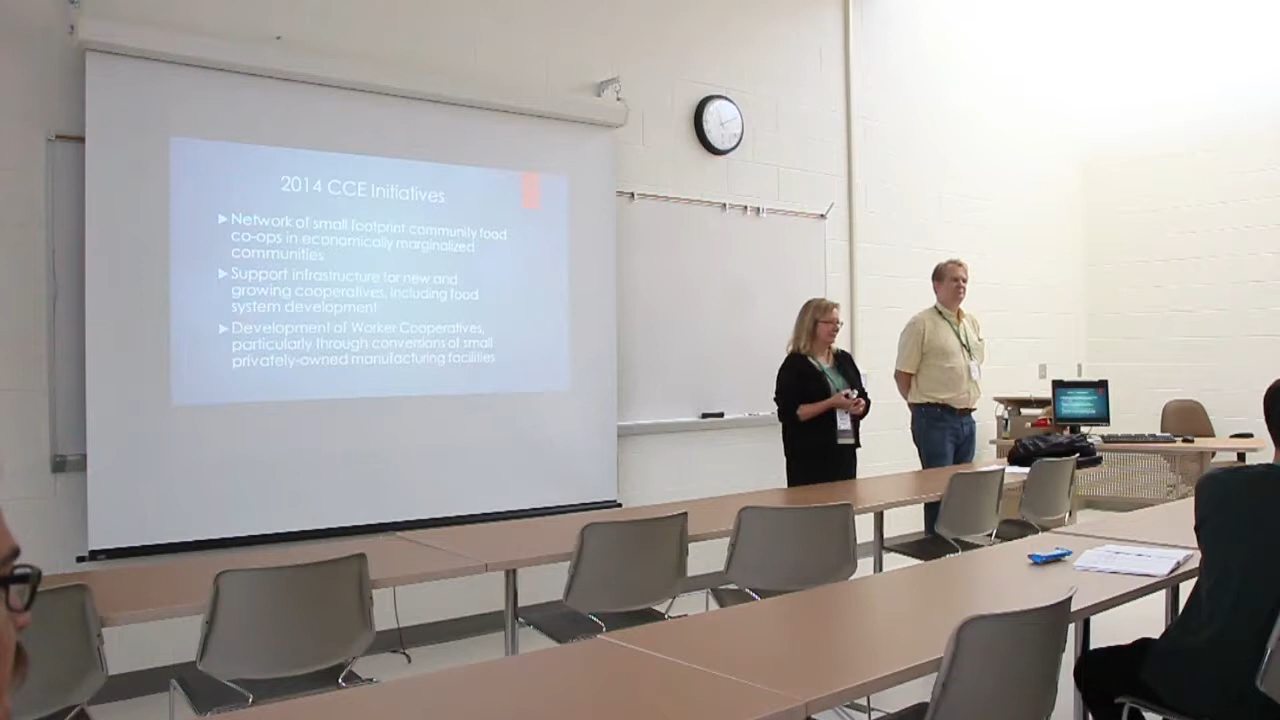 2014 CCE Initiatives
Network of small footprint community food
co-ops in economically marginalized
communities
Support infrastructure for new and
growing cooperatives, including food
system development
Development of Worker Cooperatives,
particularly through conversions of small
privately-owned manufacturing facilities